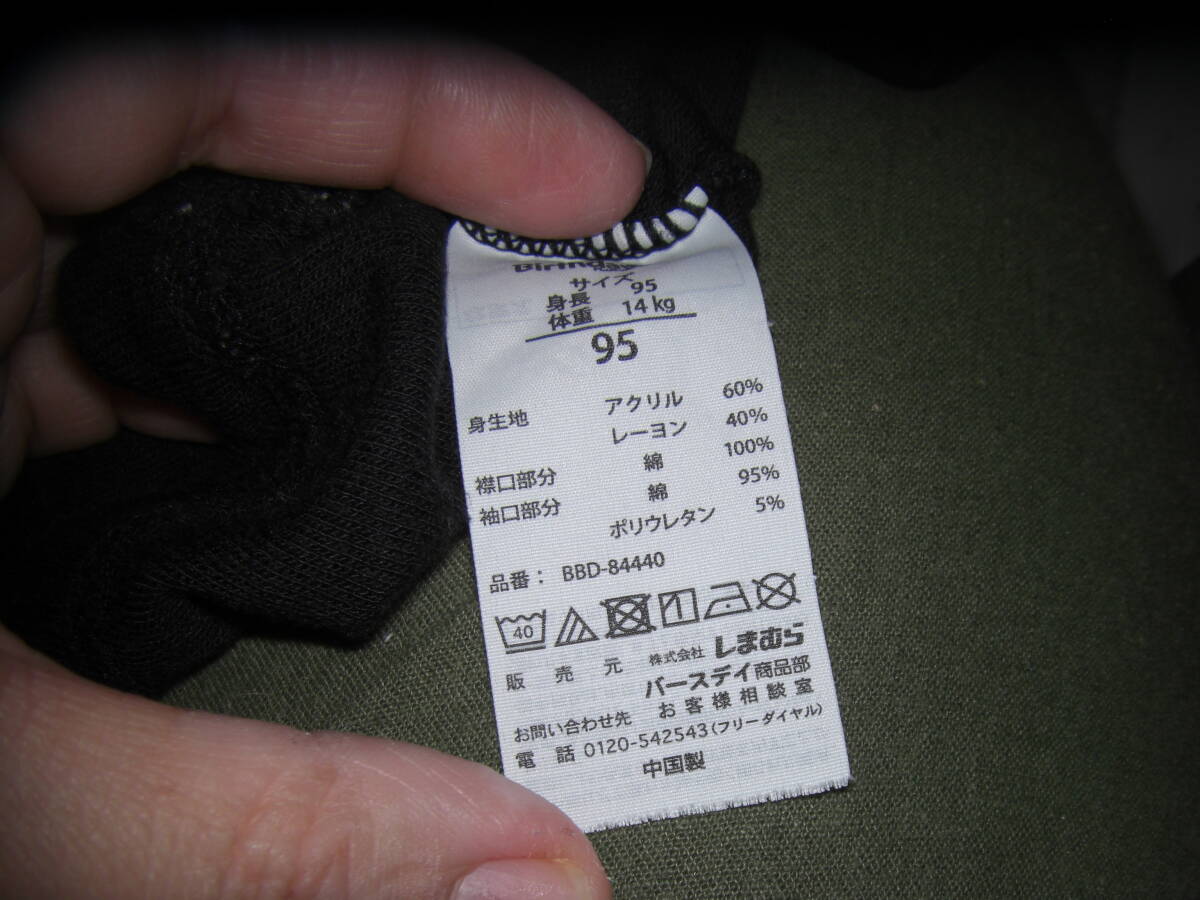 サイズ
身長 95
体重 14kg
95
身生地 アクリル 60%
レーヨン 40%
襟口部分 綿 100%
袖口部分 綿 95%
ポリウレタン 5%
品番: BBD-84440
40
販売元 株式会社 しまむら
バースデイ商品部
お問い合わせ先 お客様相談室
電話 0120-542543(フリーダイヤル)
中国製